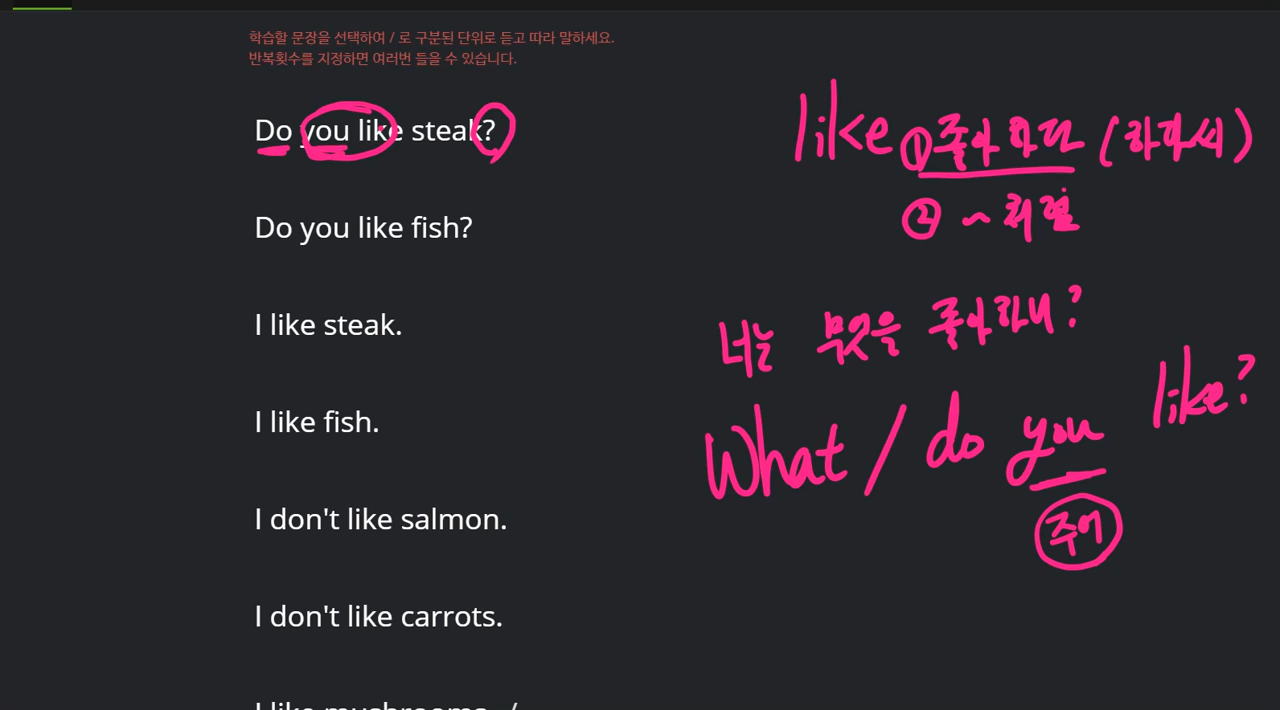 학습할 문장을 선택하여 / 로 구분된 단위로 듣고 따라 말하세요.
반복횟수를 지정하면 여러번 들을 수 있습니다.
Do you like steak?
Do you like fish?
I like steak.
I like fish.
I don't like salmon.
I don't like carrots.
I like mushrooms. /
like ① 좋아하다 (하다씨)
② ~처럼
너는 무엇을 좋아하니?
What / do you like?
주어